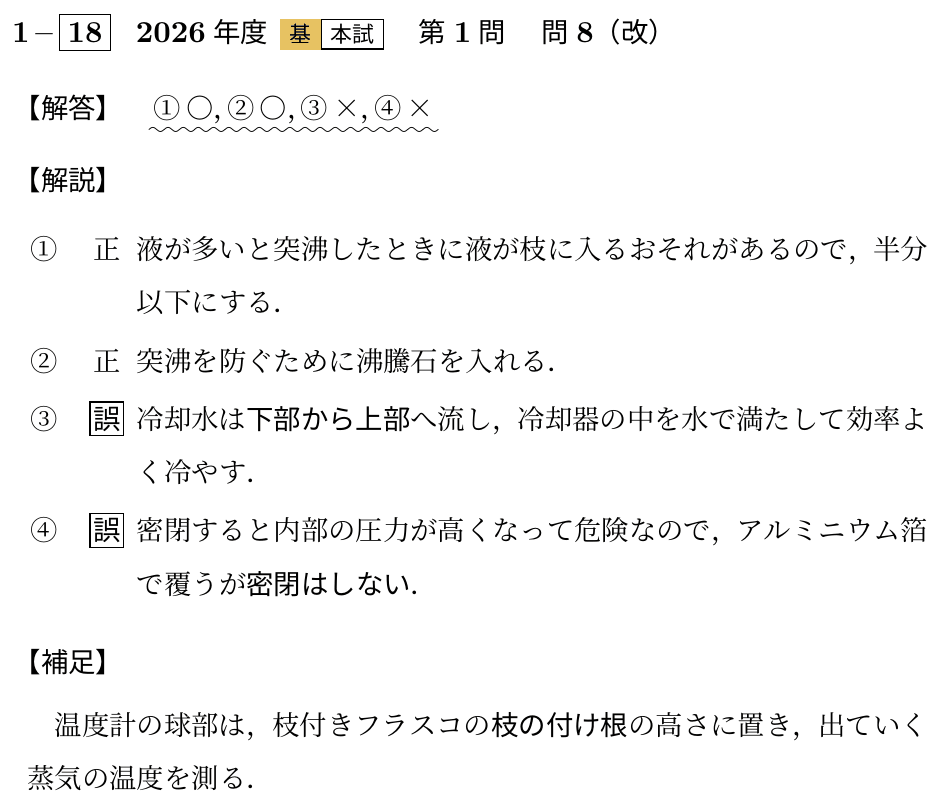 1−18 2026 年度 基 本試 第 1 問 問 8（改）
【解答】 ① ○, ② ○, ③ ×, ④ ×
【解説】
① 正 液が多いと突沸したときに液が枝に入るおそれがあるので，半分
以下にする．
② 正 突沸を防ぐために沸騰石を入れる．
③ 誤 冷却水は下部から上部へ流し，冷却器の中を水で満たして効率よ
く冷やす．
④ 誤 密閉すると内部の圧力が高くなって危険なので，アルミニウム箔
で覆うが密閉はしない．
【補足】
温度計の球部は，枝付きフラスコの枝の付け根の高さに置き，出ていく
蒸気の温度を測る．